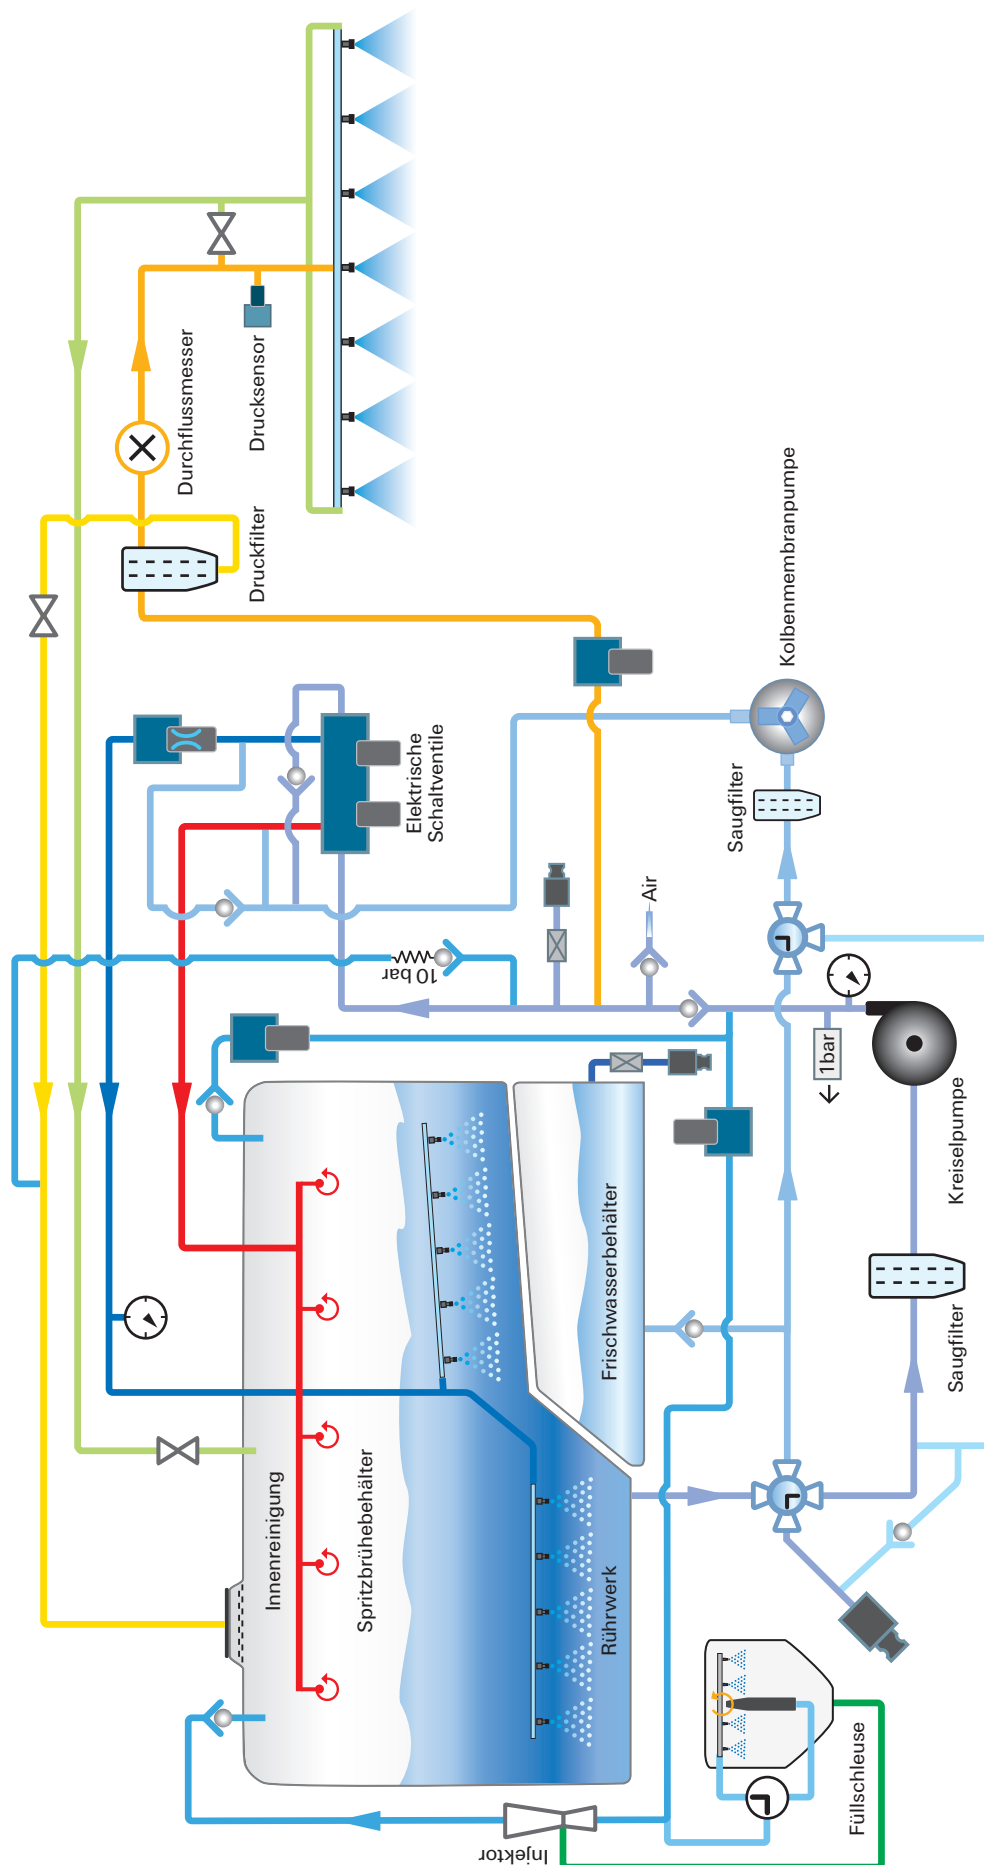 Durchflussmesser
Drucksensor
Druckfilter
Kolbenmembranpumpe
Elektrische
Schaltventile
Saugfilter
Air
10 bar
1bar
Kreiselpumpe
Frischwasserbehälter
Saugfilter
Innenreinigung
Spritzbrühebehälter
Rührwerk
Füllschleuse
Injektor